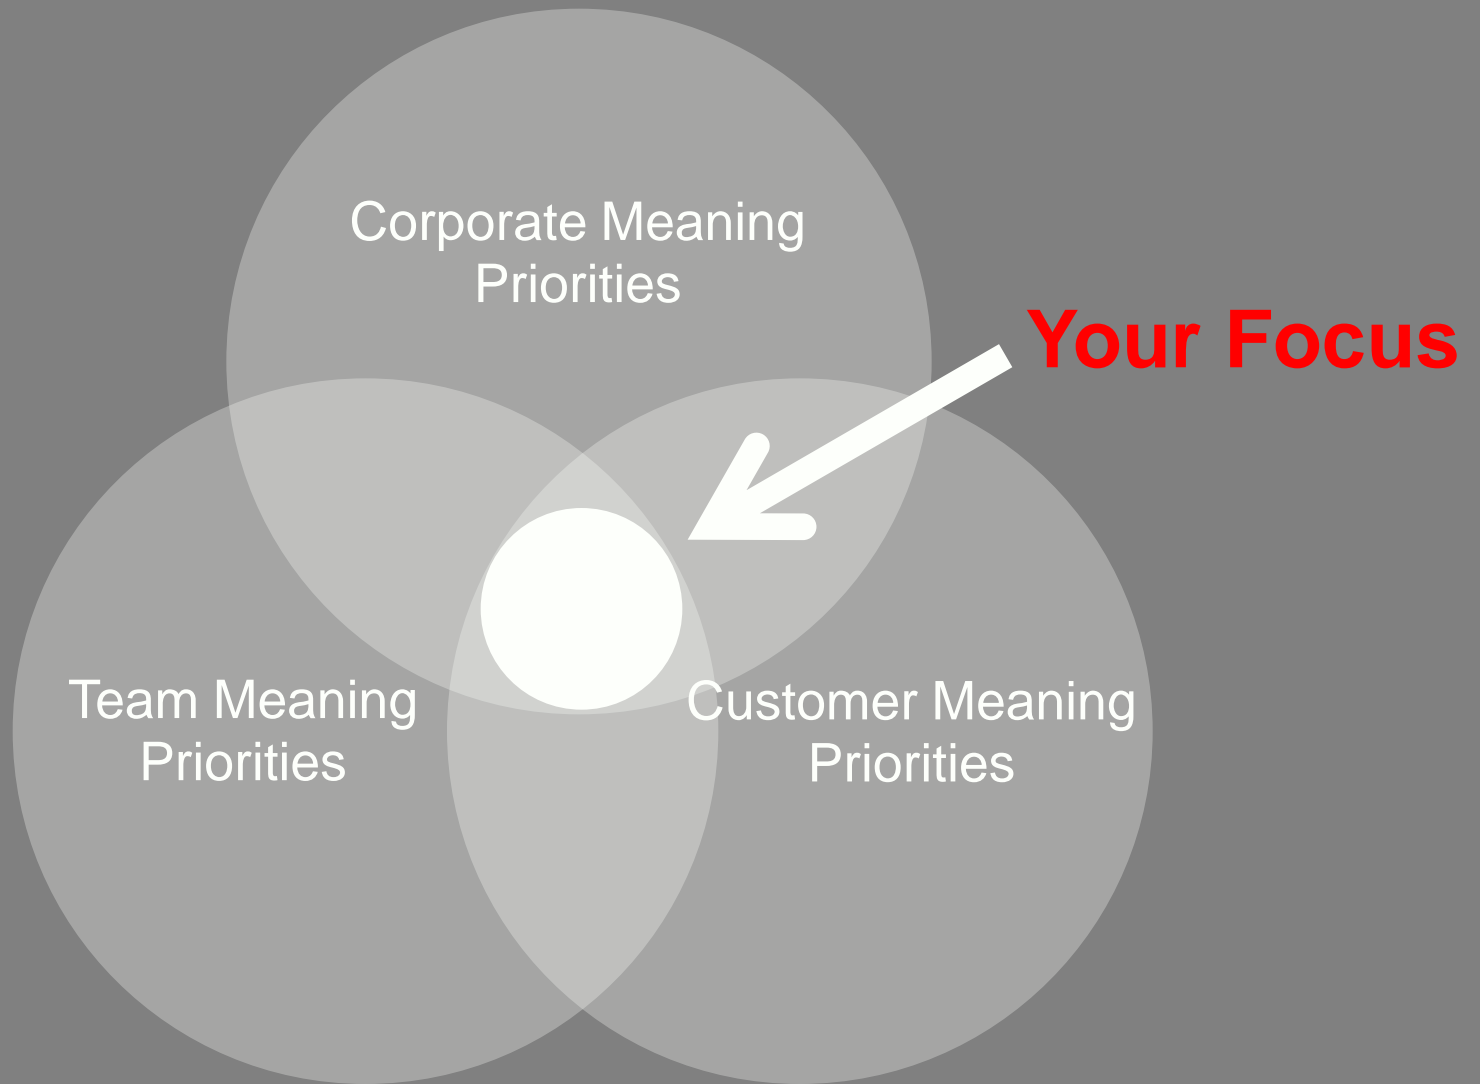 Corporate Meaning
Priorities
Your Focus
Team Meaning
Priorities
Customer Meaning
Priorities